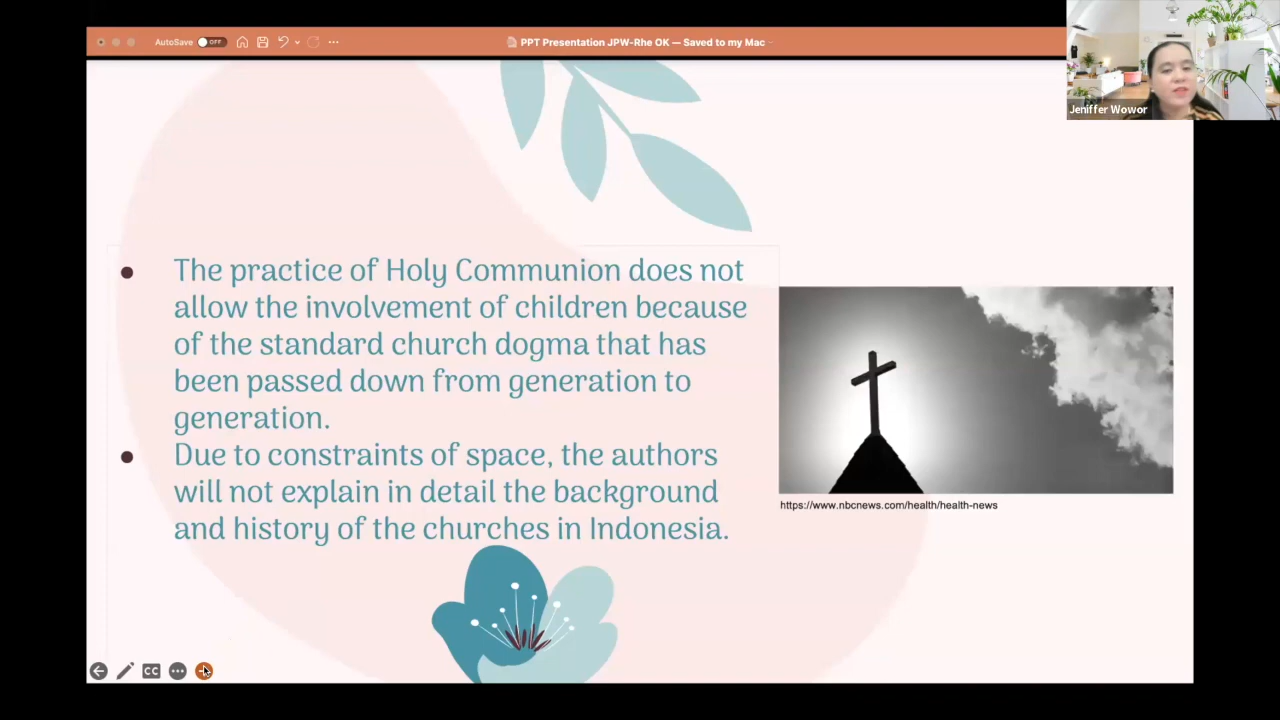 AutoSave OFF
PPT Presentation JPW-Rhe OK — Saved to my Mac
Jeniffer Wowor
The practice of Holy Communion does not
allow the involvement of children because
of the standard church dogma that has
been passed down from generation to
generation.
Due to constraints of space, the authors
will not explain in detail the background
and history of the churches in Indonesia.
https://www.nbcnews.com/health/health-news
CC